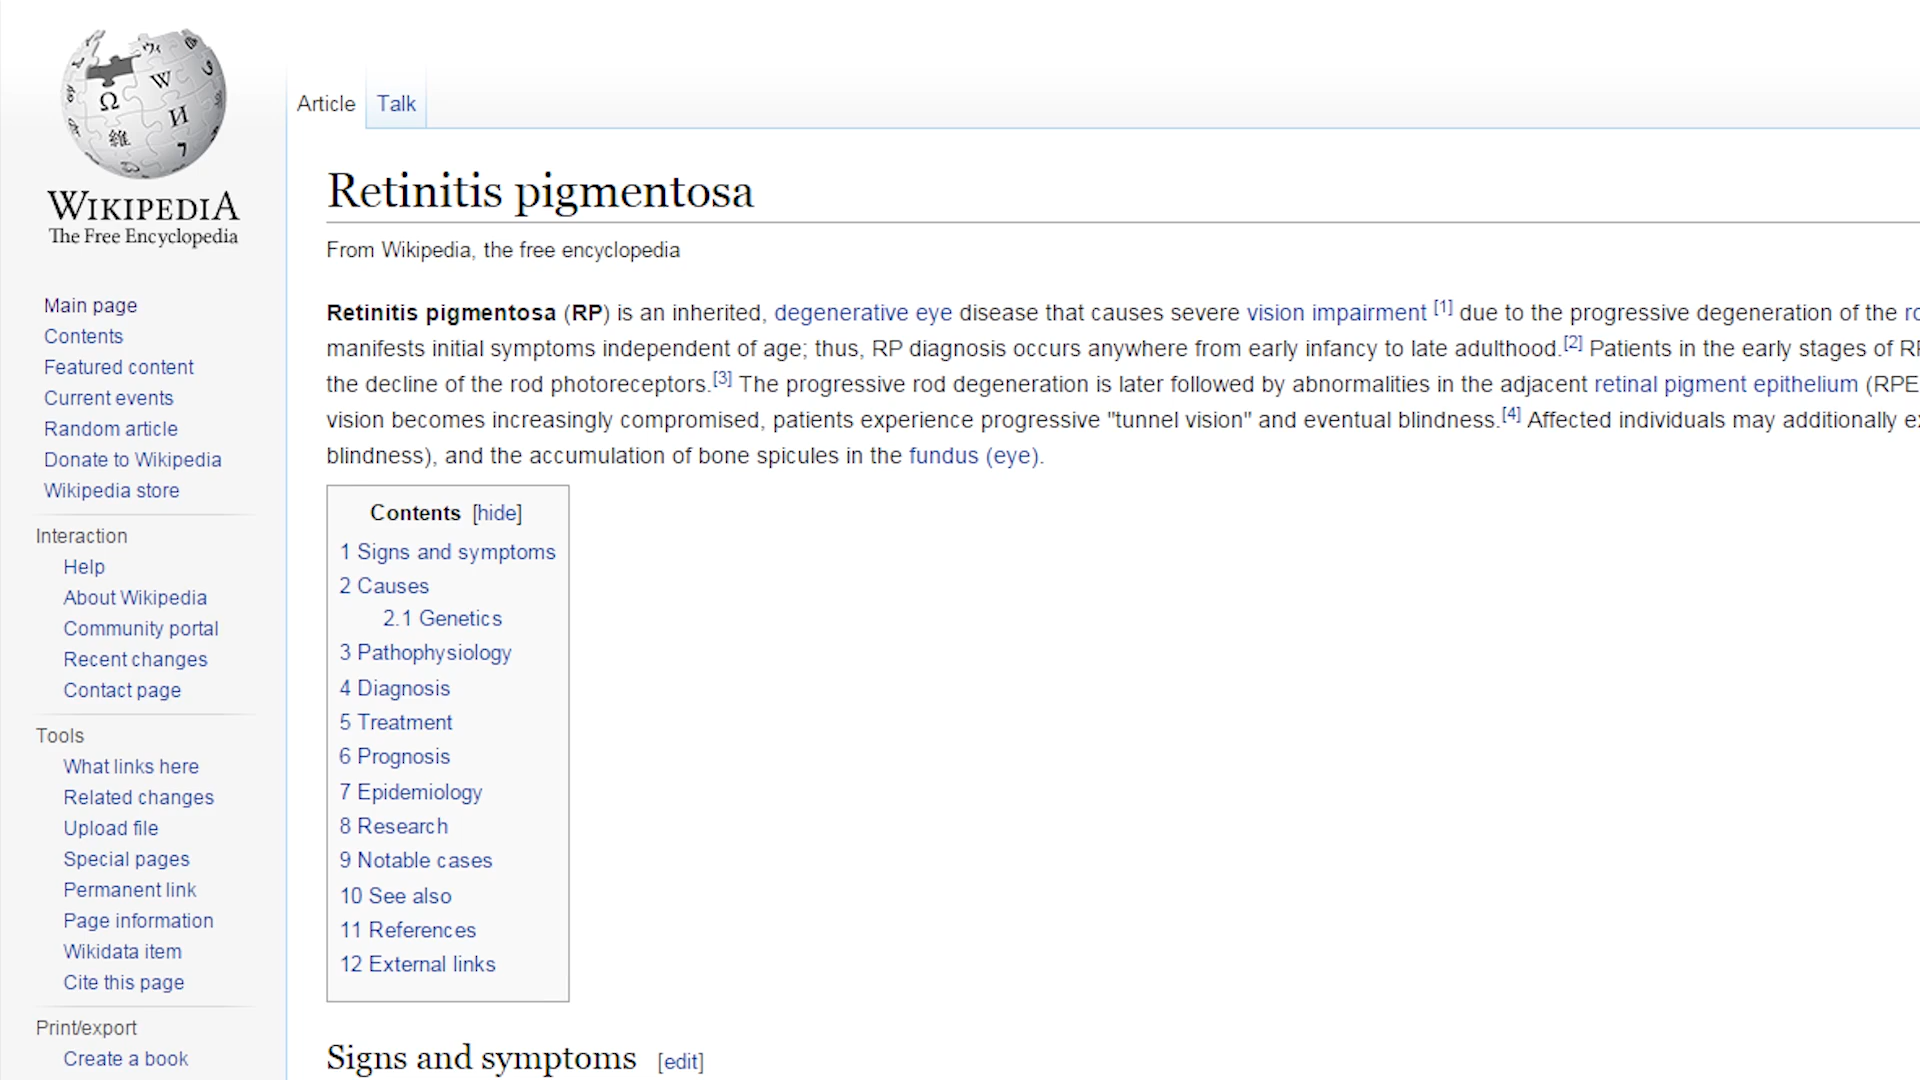 WIKIPEDIA
The Free Encyclopedia
Main page
Contents
Featured content
Current events
Random article
Donate to Wikipedia
Wikipedia store
Interaction
Help
About Wikipedia
Community portal
Recent changes
Contact page
Tools
What links here
Related changes
Upload file
Special pages
Permanent link
Page information
Wikidata item
Cite this page
Print/export
Create a book
Article Talk
Retinitis pigmentosa
From Wikipedia, the free encyclopedia
Retinitis pigmentosa (RP) is an inherited, degenerative eye disease that causes severe vision impairment [1] due to the progressive degeneration of the
manifests initial symptoms independent of age; thus, RP diagnosis occurs anywhere from early infancy to late adulthood.[2] Patients in the early stages of
the decline of the rod photoreceptors.[3] The progressive rod degeneration is later followed by abnormalities in the adjacent retinal pigment epithelium (RPE
vision becomes increasingly compromised, patients experience progressive "tunnel vision" and eventual blindness.[4] Affected individuals may additionally
blindness), and the accumulation of bone spicules in the fundus (eye).
Contents [hide]
1 Signs and symptoms
2 Causes
2.1 Genetics
3 Pathophysiology
4 Diagnosis
5 Treatment
6 Prognosis
7 Epidemiology
8 Research
9 Notable cases
10 See also
11 References
12 External links
Signs and symptoms [edit]